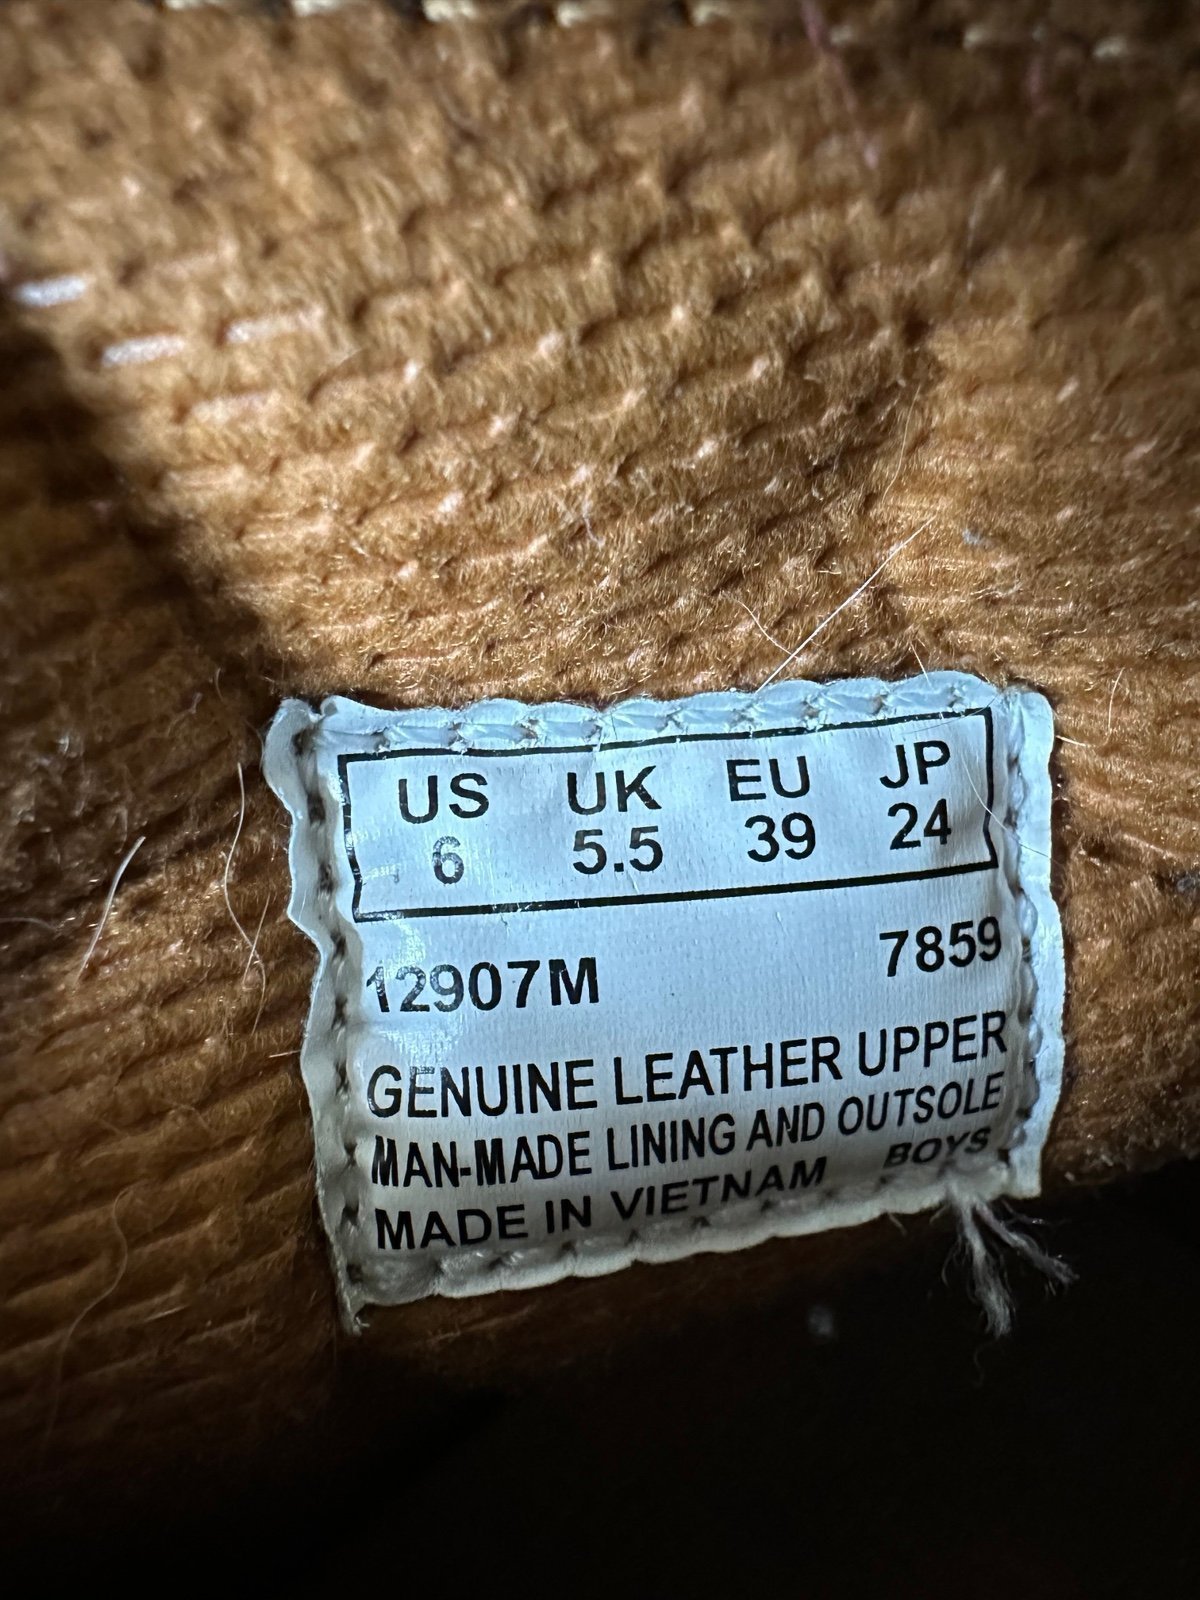 US UK EU JP
6 5.5 39 24
12907M 7859
GENUINE LEATHER UPPER
MAN-MADE LINING AND OUTSOLE
MADE IN VIETNAM BOYS